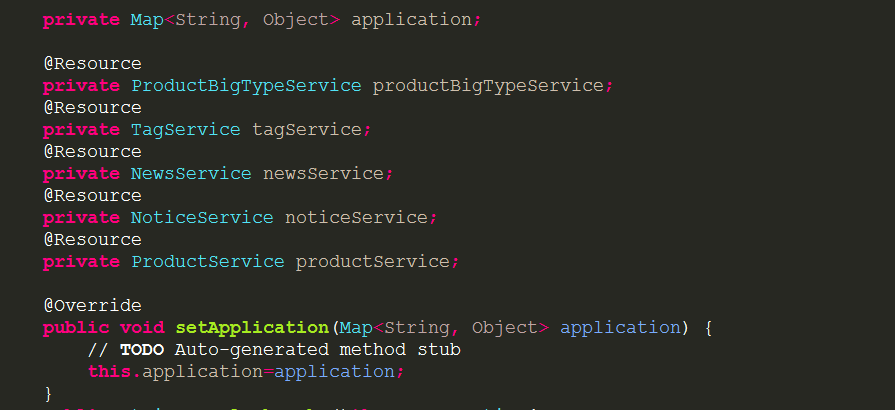 private Map<String, Object> application;
@Resource
private ProductBigTypeService productBigTypeService;
@Resource
private TagService tagService;
@Resource
private NewsService newsService;
@Resource
private NoticeService noticeService;
@Resource
private ProductService productService;
@Override
public void setApplication(Map<String, Object> application) {
// TODO Auto-generated method stub
this.application=application;
}